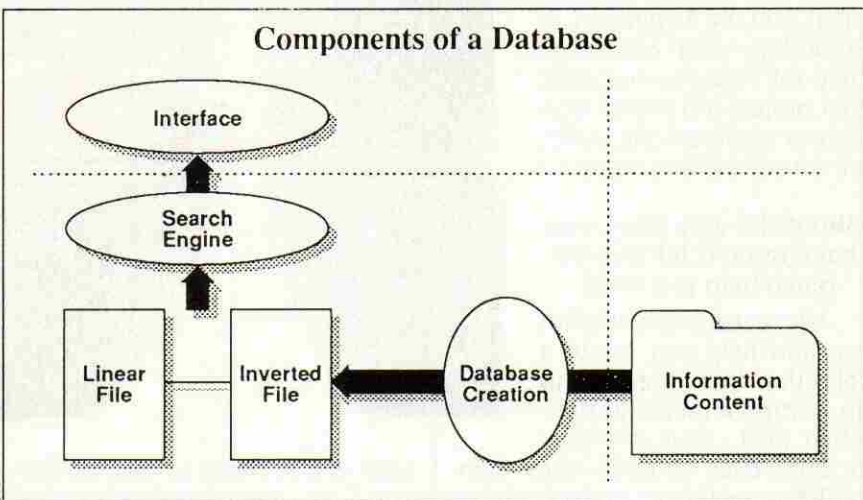 Components of a Database
Interface
Search
Engine
Linear
File
Inverted
File
Database
Creation
Information
Content